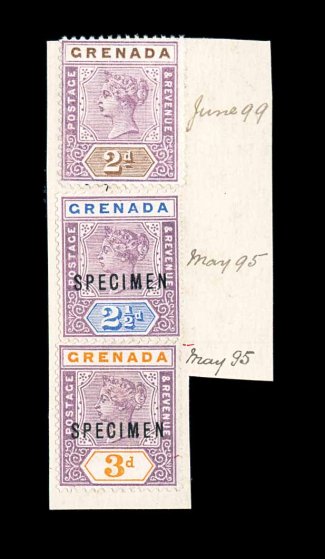 GRENADA
POSTAGE
& REVENUE
2d
June 99
GRENADA
POSTAGE
& REVENUE
SPECIMEN
2½d
May 95
GRENADA
POSTAGE
& REVENUE
SPECIMEN
3d
May 95